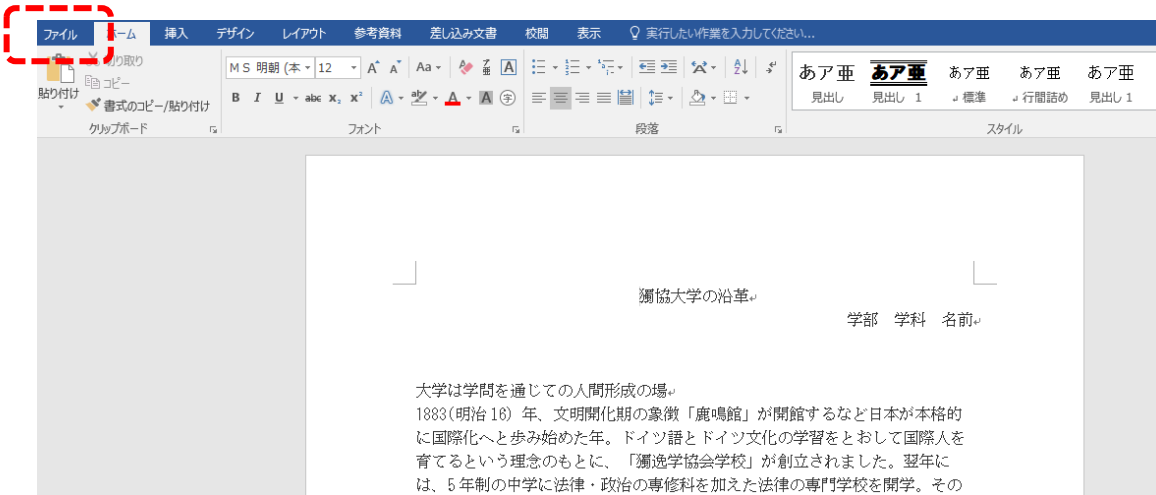 ファイル ホーム 挿入 デザイン レイアウト 参考資料 差し込み文書 校閲 表示 実行したい作業を入力してください...
貼り付け
切り取り
コピー
書式のコピー/貼り付け
クリップボード
ＭＳ 明朝 (本 12 A A Aa
B I U abc x₂ x² A A A 字
フォント
段落
あア亜 あア亜 あア亜 あア亜 あア亜
見出し 見出し 1 標準 行間詰め 見出し 1
スタイル
獨協大学の沿革
学部　学科　名前
大学は学問を通じての人間形成の場
1883(明治 16) 年、文明開化期の象徴「鹿鳴館」が開館するなど日本が本格的
に国際化へと歩み始めた年。ドイツ語とドイツ文化の学習をとおして国際人を
育てるという理念のもとに、「獨逸学協会学校」が創立されました。翌年に
は、５年制の中学に法律・政治の専修科を加えた法律の専門学校を開学。その